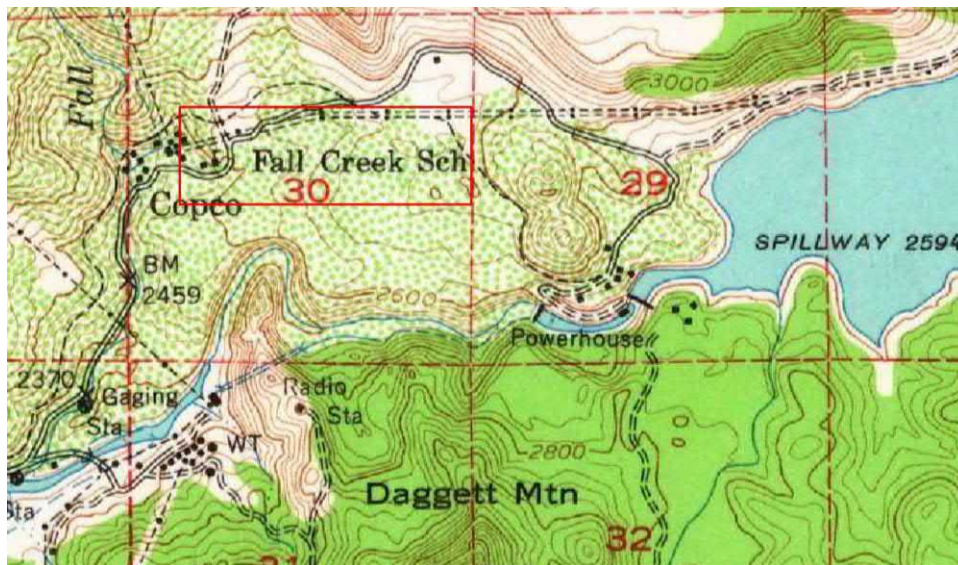 Fall
3000
Fall Creek Sch
30
29
Copco
SPILLWAY 2594
BM
2459
2600
Powerhouse
2370
Gaging
Sta
Radio
Sta
WT
2800
Daggett Mtn
Sta
31
32